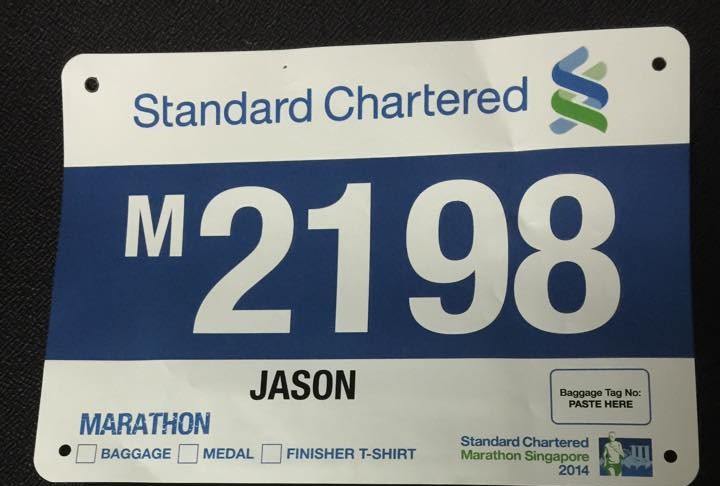 Standard Chartered
M2198
JASON
Baggage Tag No:
PASTE HERE
MARATHON
BAGGAGE MEDAL FINISHER T-SHIRT
Standard Chartered
Marathon Singapore
2014